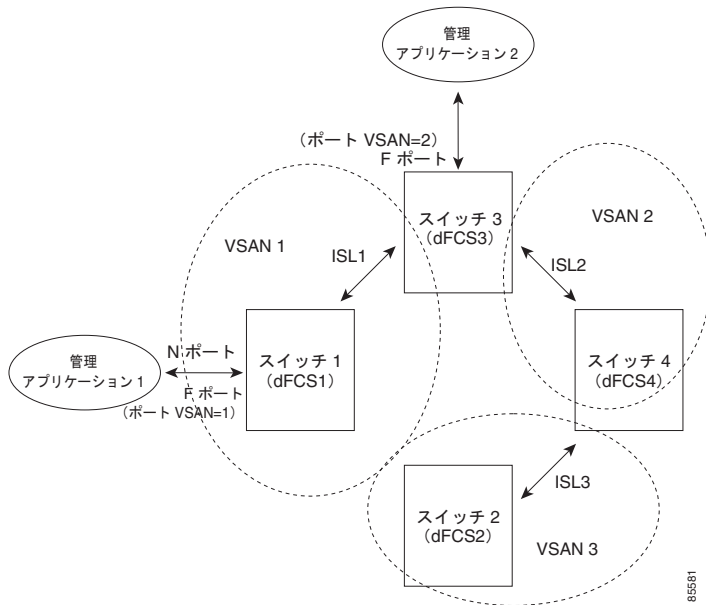 管理
アプリケーション 2
（ポート VSAN=2）
F ポート
スイッチ 3
（dFCS3）
VSAN 1
VSAN 2
ISL1
ISL2
管理
アプリケーション 1
N ポート
F ポート
（ポート VSAN=1）
スイッチ 1
（dFCS1）
スイッチ 4
（dFCS4）
ISL3
スイッチ 2
（dFCS2）
VSAN 3
85581